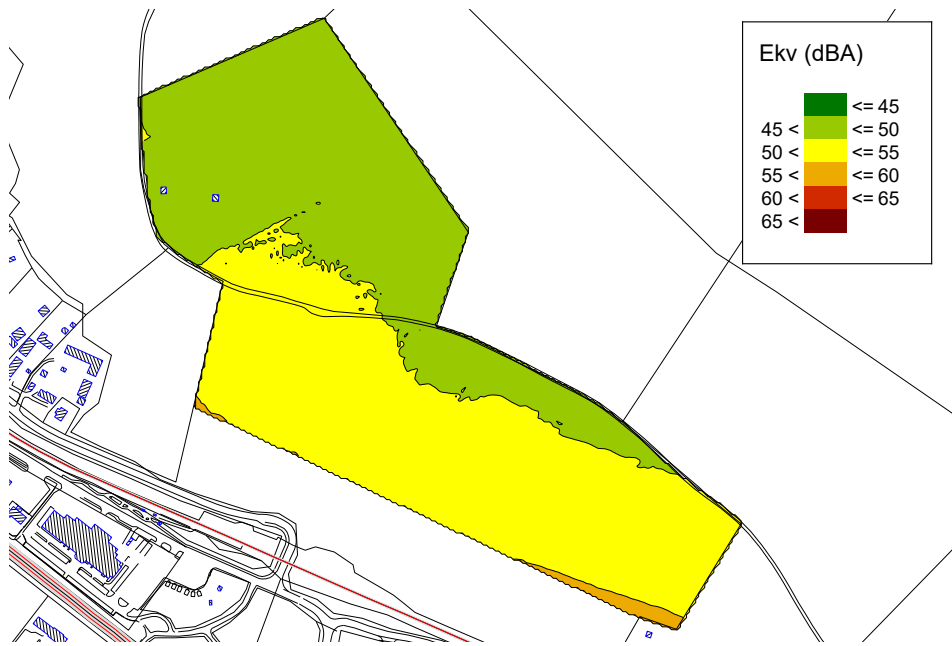 Ekv (dBA)
<= 45
45 < <= 50
50 < <= 55
55 < <= 60
60 < <= 65
65 <